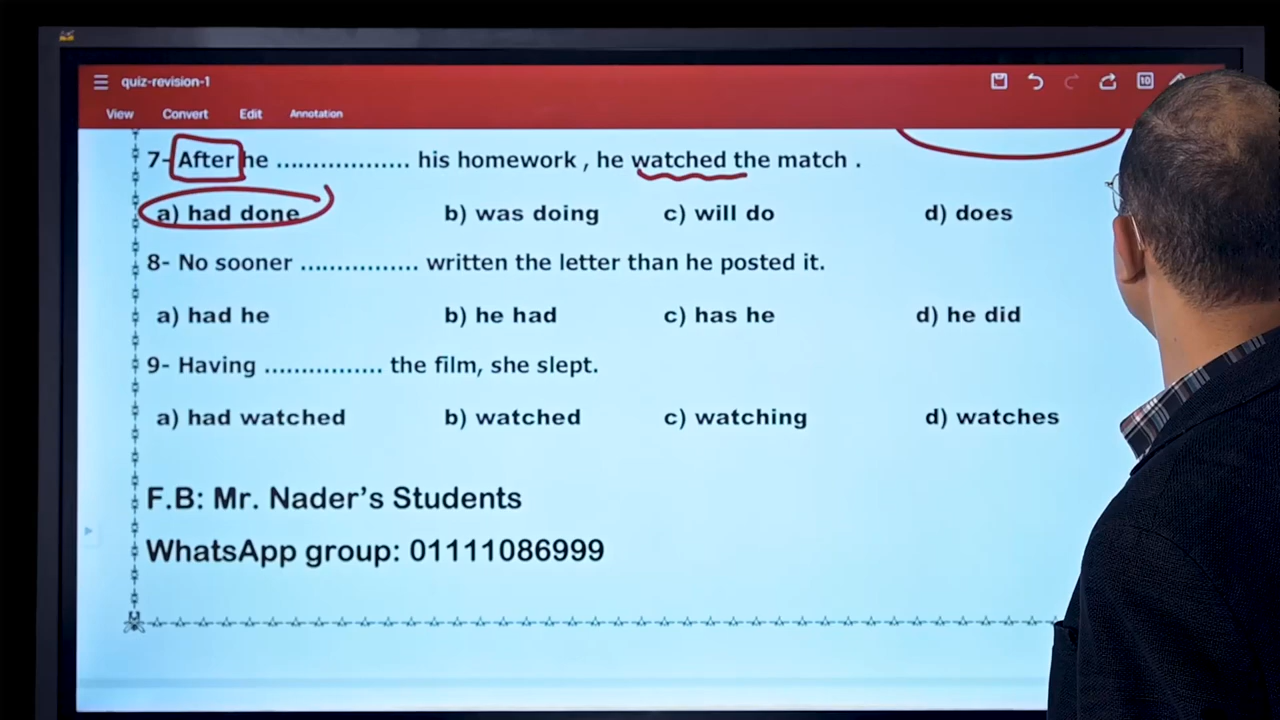 quiz-revision-1
10
View Convert Edit Annotation
7- After he .................. his homework , he watched the match .
a) had done b) was doing c) will do d) does
8- No sooner ................ written the letter than he posted it.
a) had he b) he had c) has he d) he did
9- Having ................ the film, she slept.
a) had watched b) watched c) watching d) watches
F.B: Mr. Nader’s Students
WhatsApp group: 01111086999